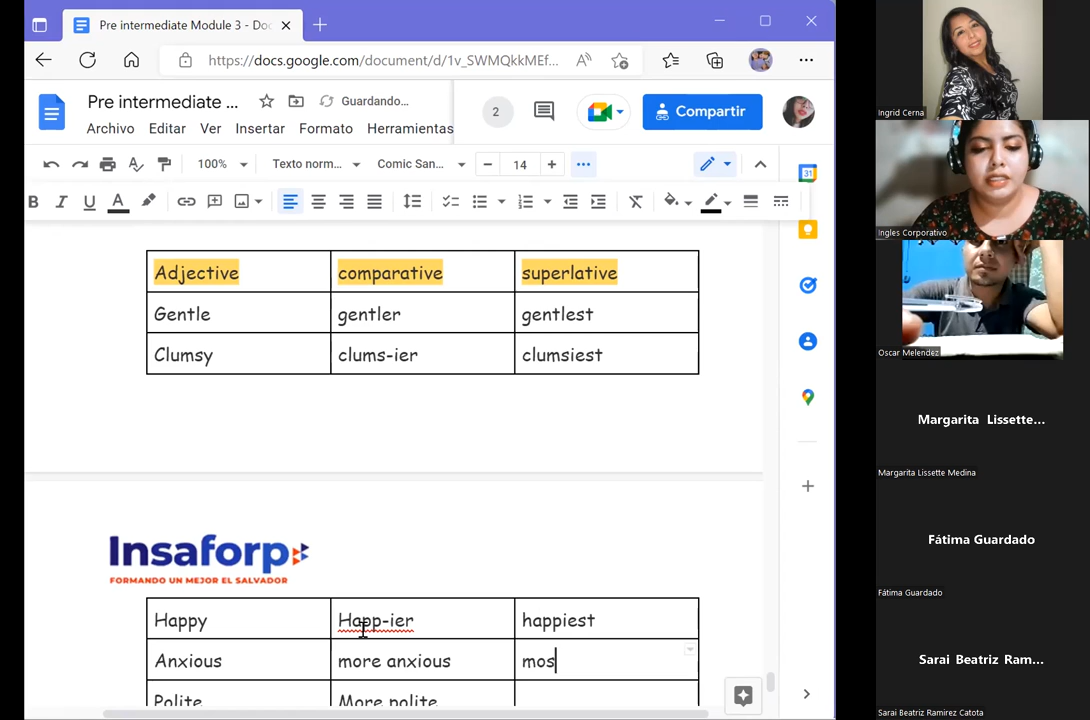 Pre intermediate Module 3 - Doc
https://docs.google.com/document/d/1v_SWMQkkMEf...
Pre intermediate ...
Guardando...
2
Compartir
Archivo Editar Ver Insertar Formato Herramientas
100% Texto norm... Comic San... 14
Adjective comparative superlative
Gentle gentler gentlest
Clumsy clums-ier clumsiest
Insaforp
FORMANDO UN MEJOR EL SALVADOR
Happy Happ-ier happiest
Anxious more anxious mos
Polite More polite
Ingrid Cerna
Ingles Corporativo
Oscar Melendez
Margarita Lissette...
Margarita Lissette Medina
Fátima Guardado
Fátima Guardado
Sarai Beatriz Ram...
Sarai Beatriz Ramirez Catota